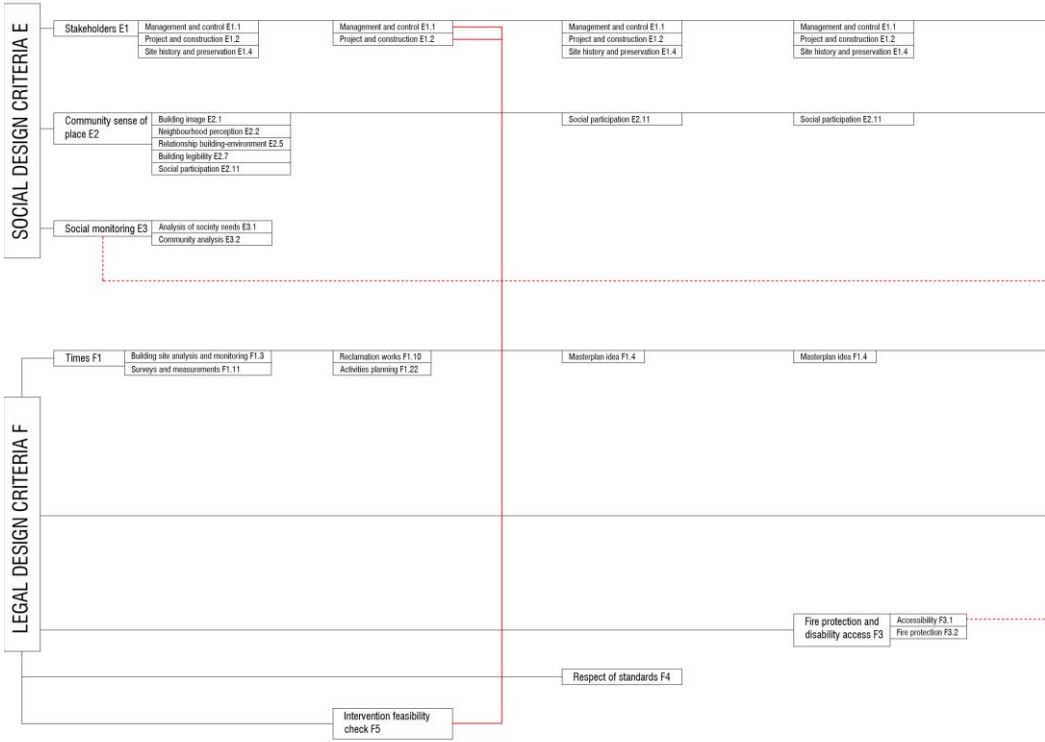 SOCIAL DESIGN CRITERIA E
Stakeholders E1
Management and control E1.1
Project and construction E1.2
Site history and preservation E1.4
Management and control E1.1
Project and construction E1.2
Management and control E1.1
Project and construction E1.2
Site history and preservation E1.4
Management and control E1.1
Project and construction E1.2
Site history and preservation E1.4
Community sense of
place E2
Building image E2.1
Neighbourhood perception E2.2
Relationship building-environment E2.5
Building legibility E2.7
Social participation E2.11
Social participation E2.11
Social participation E2.11
Social monitoring E3
Analysis of society needs E3.1
Community analysis E3.2
LEGAL DESIGN CRITERIA F
Times F1
Building site analysis and monitoring F1.3
Surveys and measurements F1.11
Reclamation works F1.10
Activities planning F1.22
Masterplan idea F1.4
Masterplan idea F1.4
Fire protection and
disability access F3
Accessibility F3.1
Fire protection F3.2
Respect of standards F4
Intervention feasibility
check F5